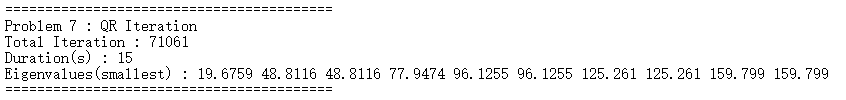 =========================================
Problem 7 : QR Iteration
Total Iteration : 71061
Duration(s) : 15
Eigenvalues(smallest) : 19.6759 48.8116 48.8116 77.9474 96.1255 96.1255 125.261 125.261 159.799 159.799
=========================================